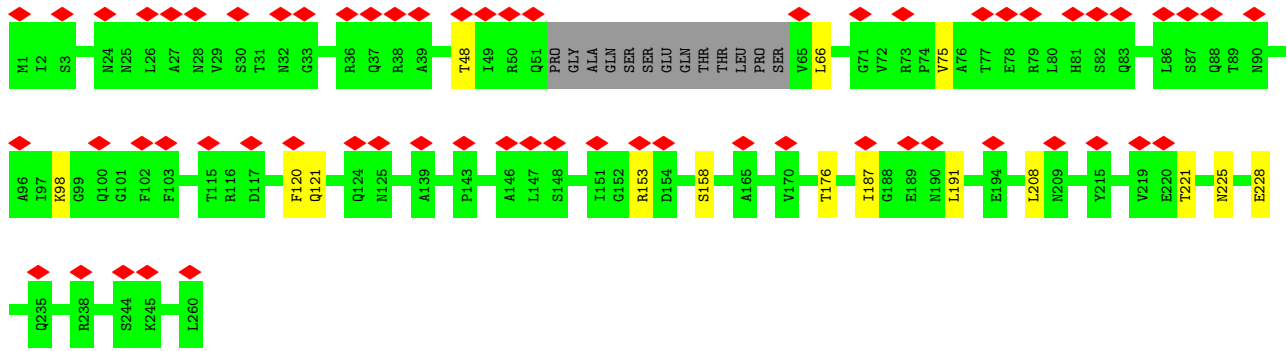 M1 I2 S3 N24 N25 L26 A27 N28 V29 S30 T31 N32 G33 R36 Q37 R38 A39 T48 I49 R50 Q51 PRO GLY ALA GLN SER SER GLU GLN THR THR LEU PRO SER V65 L66 G71 V72 R73 P74 V75 A76 T77 E78 R79 L80 H81 S82 Q83 L86 S87 Q88 T89 N90
A96 I97 K98 G99 Q100 G101 F102 F103 T115 R116 D117 F120 Q121 Q124 N125 A139 P143 A146 L147 S148 I151 G152 R153 D154 S158 A165 V170 T176 I187 G188 E189 N190 L191 E194 L208 N209 Y215 V219 E220 T221 N225 E228
Q235 R238 S244 K245 L260